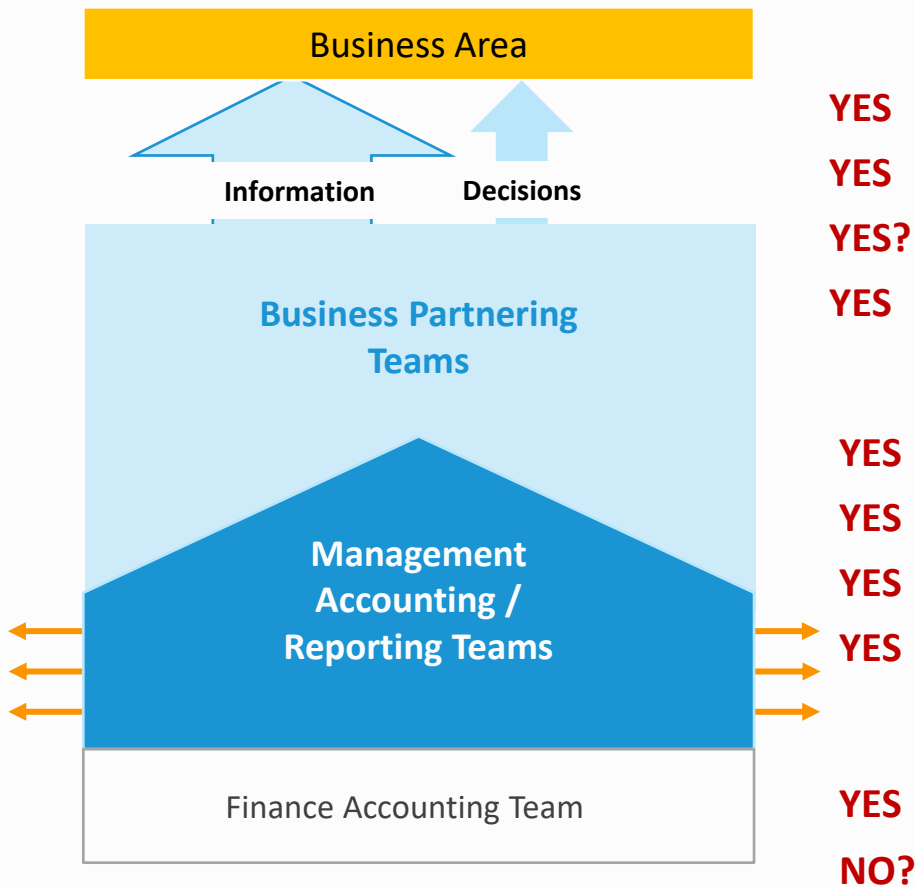 Business Area
YES
YES
Information
Decisions
YES?
YES
Business Partnering
Teams
YES
YES
Management
Accounting /
Reporting Teams
YES
YES
Finance Accounting Team
YES
NO?